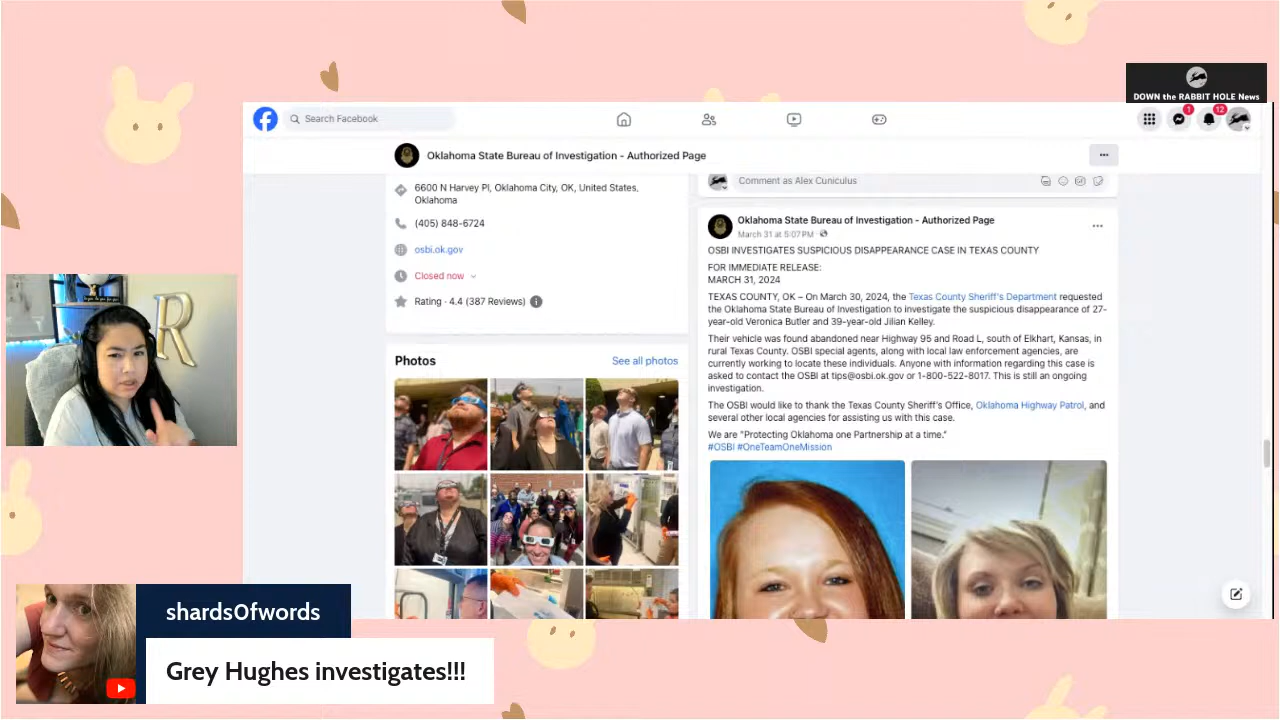 DOWN the RABBIT HOLE News
Search Facebook
1
12
Oklahoma State Bureau of Investigation - Authorized Page
6600 N Harvey Pl, Oklahoma City, OK, United States,
Oklahoma
(405) 848-6724
osbi.ok.gov
Closed now
Rating · 4.4 (387 Reviews)
Photos
See all photos
Comment as Alex Cuniculus
Oklahoma State Bureau of Investigation - Authorized Page
March 31 at 5:07 PM ·
OSBI INVESTIGATES SUSPICIOUS DISAPPEARANCE CASE IN TEXAS COUNTY
FOR IMMEDIATE RELEASE:
MARCH 31, 2024
TEXAS COUNTY, OK – On March 30, 2024, the Texas County Sheriff's Department requested
the Oklahoma State Bureau of Investigation to investigate the suspicious disappearance of 27-
year-old Veronica Butler and 39-year-old Jilian Kelley.
Their vehicle was found abandoned near Highway 95 and Road L, south of Elkhart, Kansas, in
rural Texas County. OSBI special agents, along with local law enforcement agencies, are
currently working to locate these individuals. Anyone with information regarding this case is
asked to contact the OSBI at tips@osbi.ok.gov or 1-800-522-8017. This is still an ongoing
investigation.
The OSBI would like to thank the Texas County Sheriff's Office, Oklahoma Highway Patrol, and
several other local agencies for assisting us with this case.
We are "Protecting Oklahoma one Partnership at a time."
#OSBI #OneTeamOneMission
R
shards0fwords
Grey Hughes investigates!!!